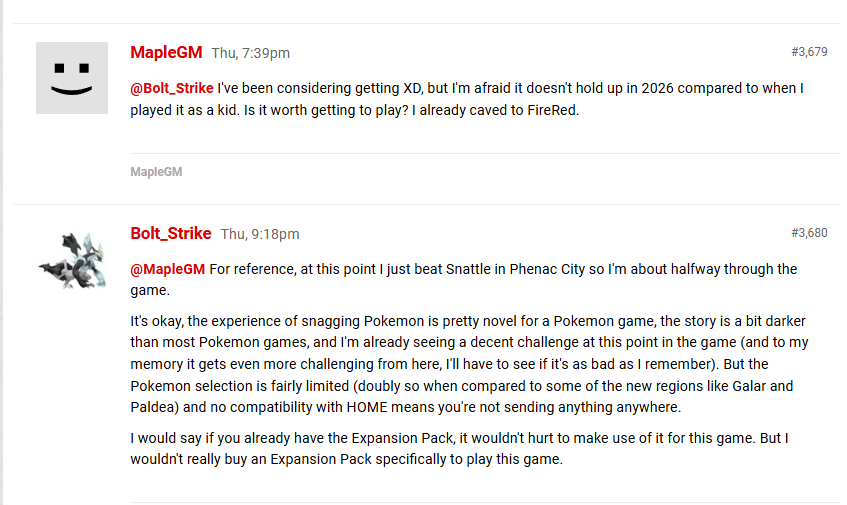 MapleGM Thu, 7:39pm #3,679
@Bolt_Strike I've been considering getting XD, but I'm afraid it doesn't hold up in 2026 compared to when I
played it as a kid. Is it worth getting to play? I already caved to FireRed.
MapleGM
Bolt_Strike Thu, 9:18pm #3,680
@MapleGM For reference, at this point I just beat Snattle in Phenac City so I'm about halfway through the
game.
It's okay, the experience of snagging Pokemon is pretty novel for a Pokemon game, the story is a bit darker
than most Pokemon games, and I'm already seeing a decent challenge at this point in the game (and to my
memory it gets even more challenging from here, I'll have to see if it's as bad as I remember). But the
Pokemon selection is fairly limited (doubly so when compared to some of the new regions like Galar and
Paldea) and no compatibility with HOME means you're not sending anything anywhere.
I would say if you already have the Expansion Pack, it wouldn't hurt to make use of it for this game. But I
wouldn't really buy an Expansion Pack specifically to play this game.